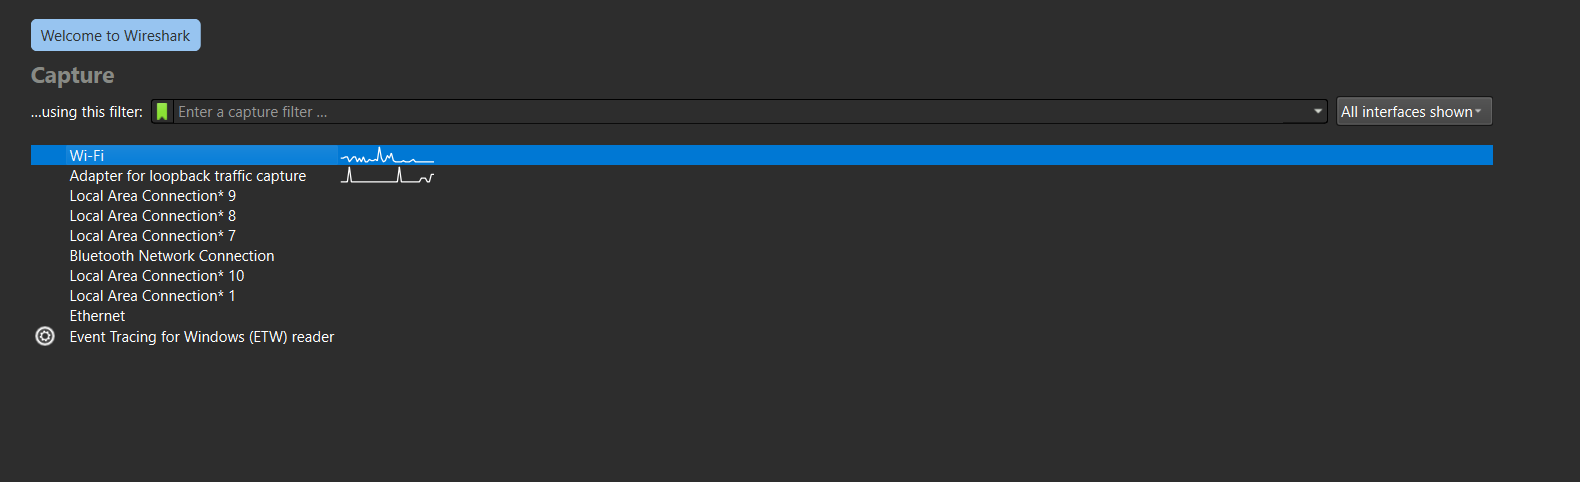 Welcome to Wireshark
Capture
...using this filter: Enter a capture filter ... All interfaces shown
Wi-Fi
Adapter for loopback traffic capture
Local Area Connection* 9
Local Area Connection* 8
Local Area Connection* 7
Bluetooth Network Connection
Local Area Connection* 10
Local Area Connection* 1
Ethernet
Event Tracing for Windows (ETW) reader